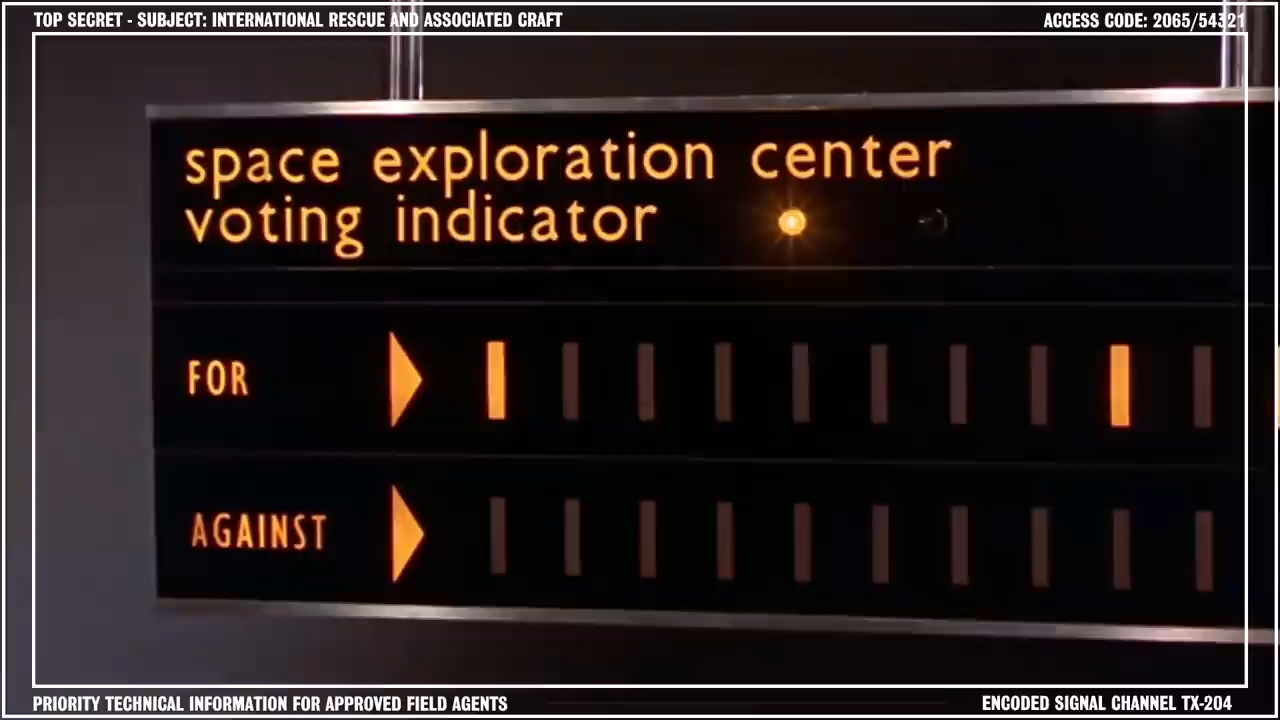 TOP SECRET - SUBJECT: INTERNATIONAL RESCUE AND ASSOCIATED CRAFT
ACCESS CODE: 2065/54321
space exploration center
voting indicator
FOR
AGAINST
PRIORITY TECHNICAL INFORMATION FOR APPROVED FIELD AGENTS
ENCODED SIGNAL CHANNEL TX-204